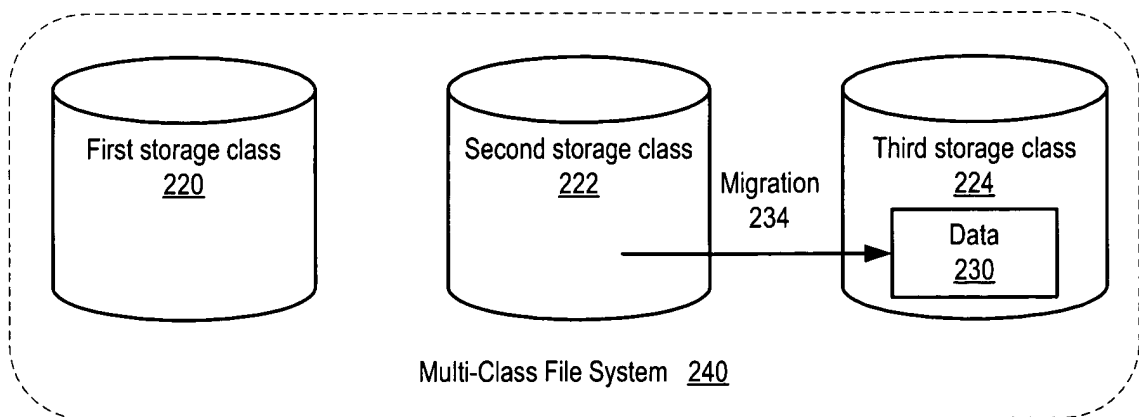 First storage class
220
Second storage class
222
Third storage class
224
Migration
234
Data
230
Multi-Class File System 240